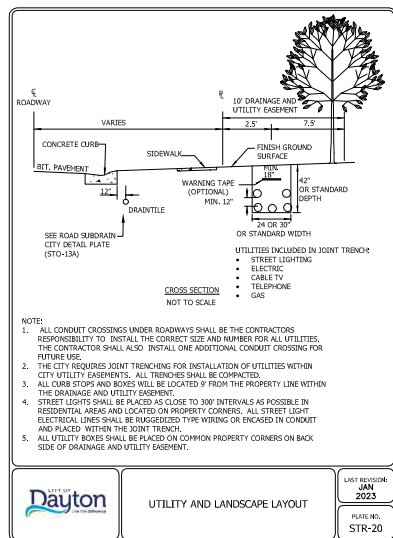 ℄
ROADWAY
℄
10' DRAINAGE AND
UTILITY EASEMENT
VARIES
2.5'
7.5'
CONCRETE CURB
SIDEWALK
FINISH GROUND
SURFACE
BIT. PAVEMENT
MIN.
18"
12"
WARNING TAPE
(OPTIONAL)
MIN. 12"
42"
OR STANDARD
DEPTH
DRAINTILE
24 OR 30"
OR STANDARD WIDTH
SEE ROAD SUBDRAIN
CITY DETAIL PLATE
(STO-13A)
UTILITIES INCLUDED IN JOINT TRENCH:
• STREET LIGHTING
• ELECTRIC
• CABLE TV
• TELEPHONE
• GAS
CROSS SECTION
NOT TO SCALE
NOTE:
1. ALL CONDUIT CROSSINGS UNDER ROADWAYS SHALL BE THE CONTRACTORS
RESPONSIBILITY TO INSTALL THE CORRECT SIZE AND NUMBER FOR ALL UTILITIES.
THE CONTRACTOR SHALL ALSO INSTALL ONE ADDITIONAL CONDUIT CROSSING FOR
FUTURE USE.
2. THE CITY REQUIRES JOINT TRENCHING FOR INSTALLATION OF UTILITIES WITHIN
CITY UTILITY EASEMENTS. ALL TRENCHES SHALL BE COMPACTED.
3. ALL CURB STOPS AND BOXES WILL BE LOCATED 9' FROM THE PROPERTY LINE WITHIN
THE DRAINAGE AND UTILITY EASEMENT.
4. STREET LIGHTS SHALL BE PLACED AS CLOSE TO 300' INTERVALS AS POSSIBLE IN
RESIDENTIAL AREAS AND LOCATED ON PROPERTY CORNERS. ALL STREET LIGHT
ELECTRICAL LINES SHALL BE RUGGEDIZED TYPE WIRING OR ENCASED IN CONDUIT
AND PLACED WITHIN THE JOINT TRENCH.
5. ALL UTILITY BOXES SHALL BE PLACED ON COMMON PROPERTY CORNERS ON BACK
SIDE OF DRAINAGE AND UTILITY EASEMENT.
CITY OF
Dayton
UTILITY AND LANDSCAPE LAYOUT
LAST REVISION:
JAN
2023
PLATE NO.
STR-20